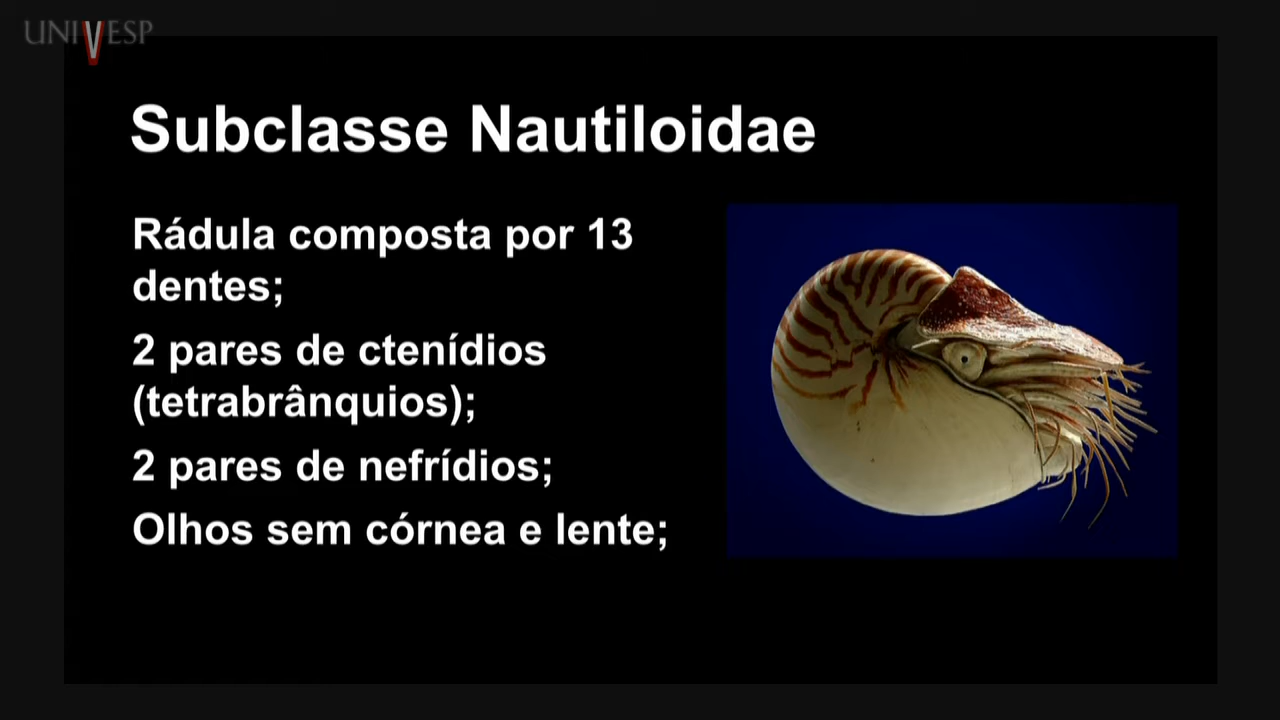 UNIVESP
Subclasse Nautiloidae
Rádula composta por 13
dentes;
2 pares de ctenídios
(tetrabrânquios);
2 pares de nefrídios;
Olhos sem córnea e lente;